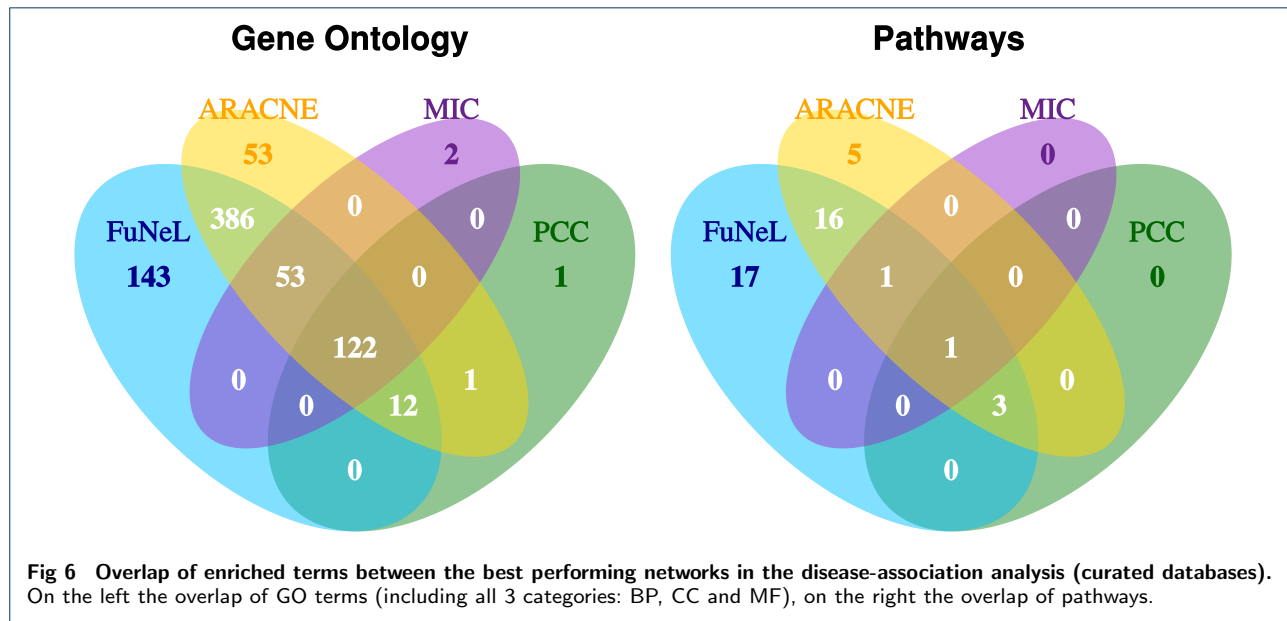 Gene Ontology
Pathways
ARACNE
MIC
53
2
386
0
0
FuNeL
PCC
143
53
0
1
122
0
1
0
12
0
ARACNE
MIC
5
0
16
0
0
FuNeL
PCC
17
1
0
0
1
0
0
0
3
0
Fig 6 Overlap of enriched terms between the best performing networks in the disease-association analysis (curated databases).
On the left the overlap of GO terms (including all 3 categories: BP, CC and MF), on the right the overlap of pathways.